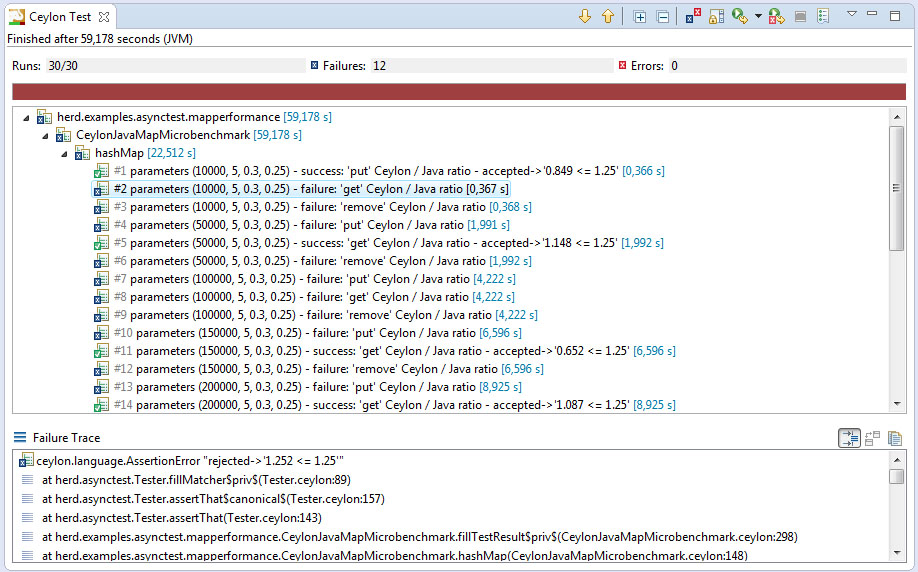 Ceylon Test
Finished after 59,178 seconds (JVM)
Runs: 30/30 Failures: 12 Errors: 0
herd.examples.asynctest.mapperformance [59,178 s]
CeylonJavaMapMicrobenchmark [59,178 s]
hashMap [22,512 s]
#1 parameters (10000, 5, 0.3, 0.25) - success: 'put' Ceylon / Java ratio - accepted->'0.849 <= 1.25' [0,366 s]
#2 parameters (10000, 5, 0.3, 0.25) - failure: 'get' Ceylon / Java ratio [0,367 s]
#3 parameters (10000, 5, 0.3, 0.25) - failure: 'remove' Ceylon / Java ratio [0,368 s]
#4 parameters (50000, 5, 0.3, 0.25) - failure: 'put' Ceylon / Java ratio [1,991 s]
#5 parameters (50000, 5, 0.3, 0.25) - success: 'get' Ceylon / Java ratio - accepted->'1.148 <= 1.25' [1,992 s]
#6 parameters (50000, 5, 0.3, 0.25) - failure: 'remove' Ceylon / Java ratio [1,992 s]
#7 parameters (100000, 5, 0.3, 0.25) - failure: 'put' Ceylon / Java ratio [4,222 s]
#8 parameters (100000, 5, 0.3, 0.25) - failure: 'get' Ceylon / Java ratio [4,222 s]
#9 parameters (100000, 5, 0.3, 0.25) - failure: 'remove' Ceylon / Java ratio [4,222 s]
#10 parameters (150000, 5, 0.3, 0.25) - failure: 'put' Ceylon / Java ratio [6,596 s]
#11 parameters (150000, 5, 0.3, 0.25) - success: 'get' Ceylon / Java ratio - accepted->'0.652 <= 1.25' [6,596 s]
#12 parameters (150000, 5, 0.3, 0.25) - failure: 'remove' Ceylon / Java ratio [6,596 s]
#13 parameters (200000, 5, 0.3, 0.25) - failure: 'put' Ceylon / Java ratio [8,925 s]
#14 parameters (200000, 5, 0.3, 0.25) - success: 'get' Ceylon / Java ratio - accepted->'1.087 <= 1.25' [8,925 s]
Failure Trace
ceylon.language.AssertionError "rejected->'1.252 <= 1.25'"
at herd.asynctest.Tester.fillMatcher$priv$(Tester.ceylon:89)
at herd.asynctest.Tester.assertThat$canonical$(Tester.ceylon:157)
at herd.asynctest.Tester.assertThat(Tester.ceylon:143)
at herd.examples.asynctest.mapperformance.CeylonJavaMapMicrobenchmark.fillTestResult$priv$(CeylonJavaMapMicrobenchmark.ceylon:298)
at herd.examples.asynctest.mapperformance.CeylonJavaMapMicrobenchmark.hashMap(CeylonJavaMapMicrobenchmark.ceylon:148)